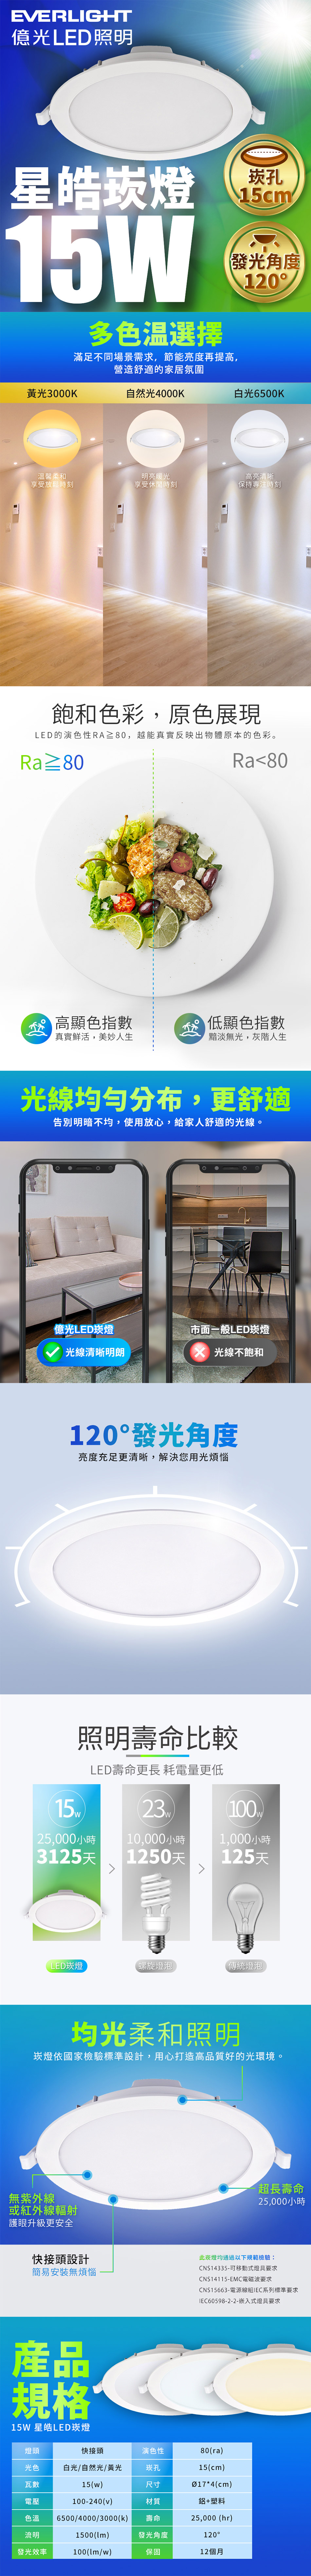 EVERLIGHT
億光LED照明
崁孔
15cm
星皓崁燈
15W
發光角度
120°
多色温選擇
滿足不同場景需求, 節能亮度再提高,
營造舒適的家居氛圍
黃光3000K
自然光4000K
白光6500K
溫馨柔和
享受放鬆時刻
明亮暖光
享受休閒時刻
高亮清晰
保持專注時刻
飽和色彩，原色展現
LED的演色性RA≧80, 越能真實反映出物體原本的色彩。
Ra≧80
Ra<80
高顯色指數
真實鮮活，美妙人生
低顯色指數
黯淡無光，灰階人生
光線均勻分布，更舒適
告別明暗不均，使用放心，給家人舒適的光線。
億光LED崁燈
光線清晰明朗
市面一般LED崁燈
光線不飽和
120°發光角度
亮度充足更清晰，解決您用光煩惱
照明壽命比較
LED壽命更長 耗電量更低
15w
25,000小時
3125天
LED崁燈
23w
10,000小時
1250天
螺旋燈泡
100w
1,000小時
125天
傳統燈泡
均光柔和照明
崁燈依國家檢驗標準設計，用心打造高品質好的光環境。
無紫外線
或紅外線輻射
護眼升級更安全
超長壽命
25,000小時
快接頭設計
簡易安裝無煩惱
此崁燈均通過以下規範檢驗：
CNS14335-可移動式燈具要求
CNS14115-EMC電磁波要求
CNS15663-電源線組IEC系列標準要求
IEC60598-2-2-嵌入式燈具要求
產品
規格
15W 星皓LED崁燈
燈頭 快接頭 演色性 80(ra)
光色 白光/自然光/黃光 崁孔 15(cm)
瓦數 15(w) 尺寸 Ø17*4(cm)
電壓 100-240(v) 材質 鋁+塑料
色溫 6500/4000/3000(k) 壽命 25,000 (hr)
流明 1500(lm) 發光角度 120°
發光效率 100(lm/w) 保固 12個月